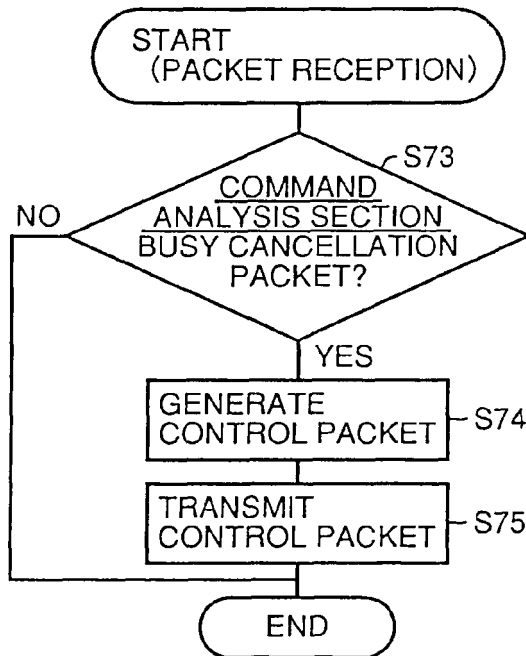 START
(PACKET RECEPTION)
S73
COMMAND
ANALYSIS SECTION
NO
BUSY CANCELLATION
PACKET?
YES
GENERATE
CONTROL PACKET
S74
TRANSMIT
CONTROL PACKET
S75
END